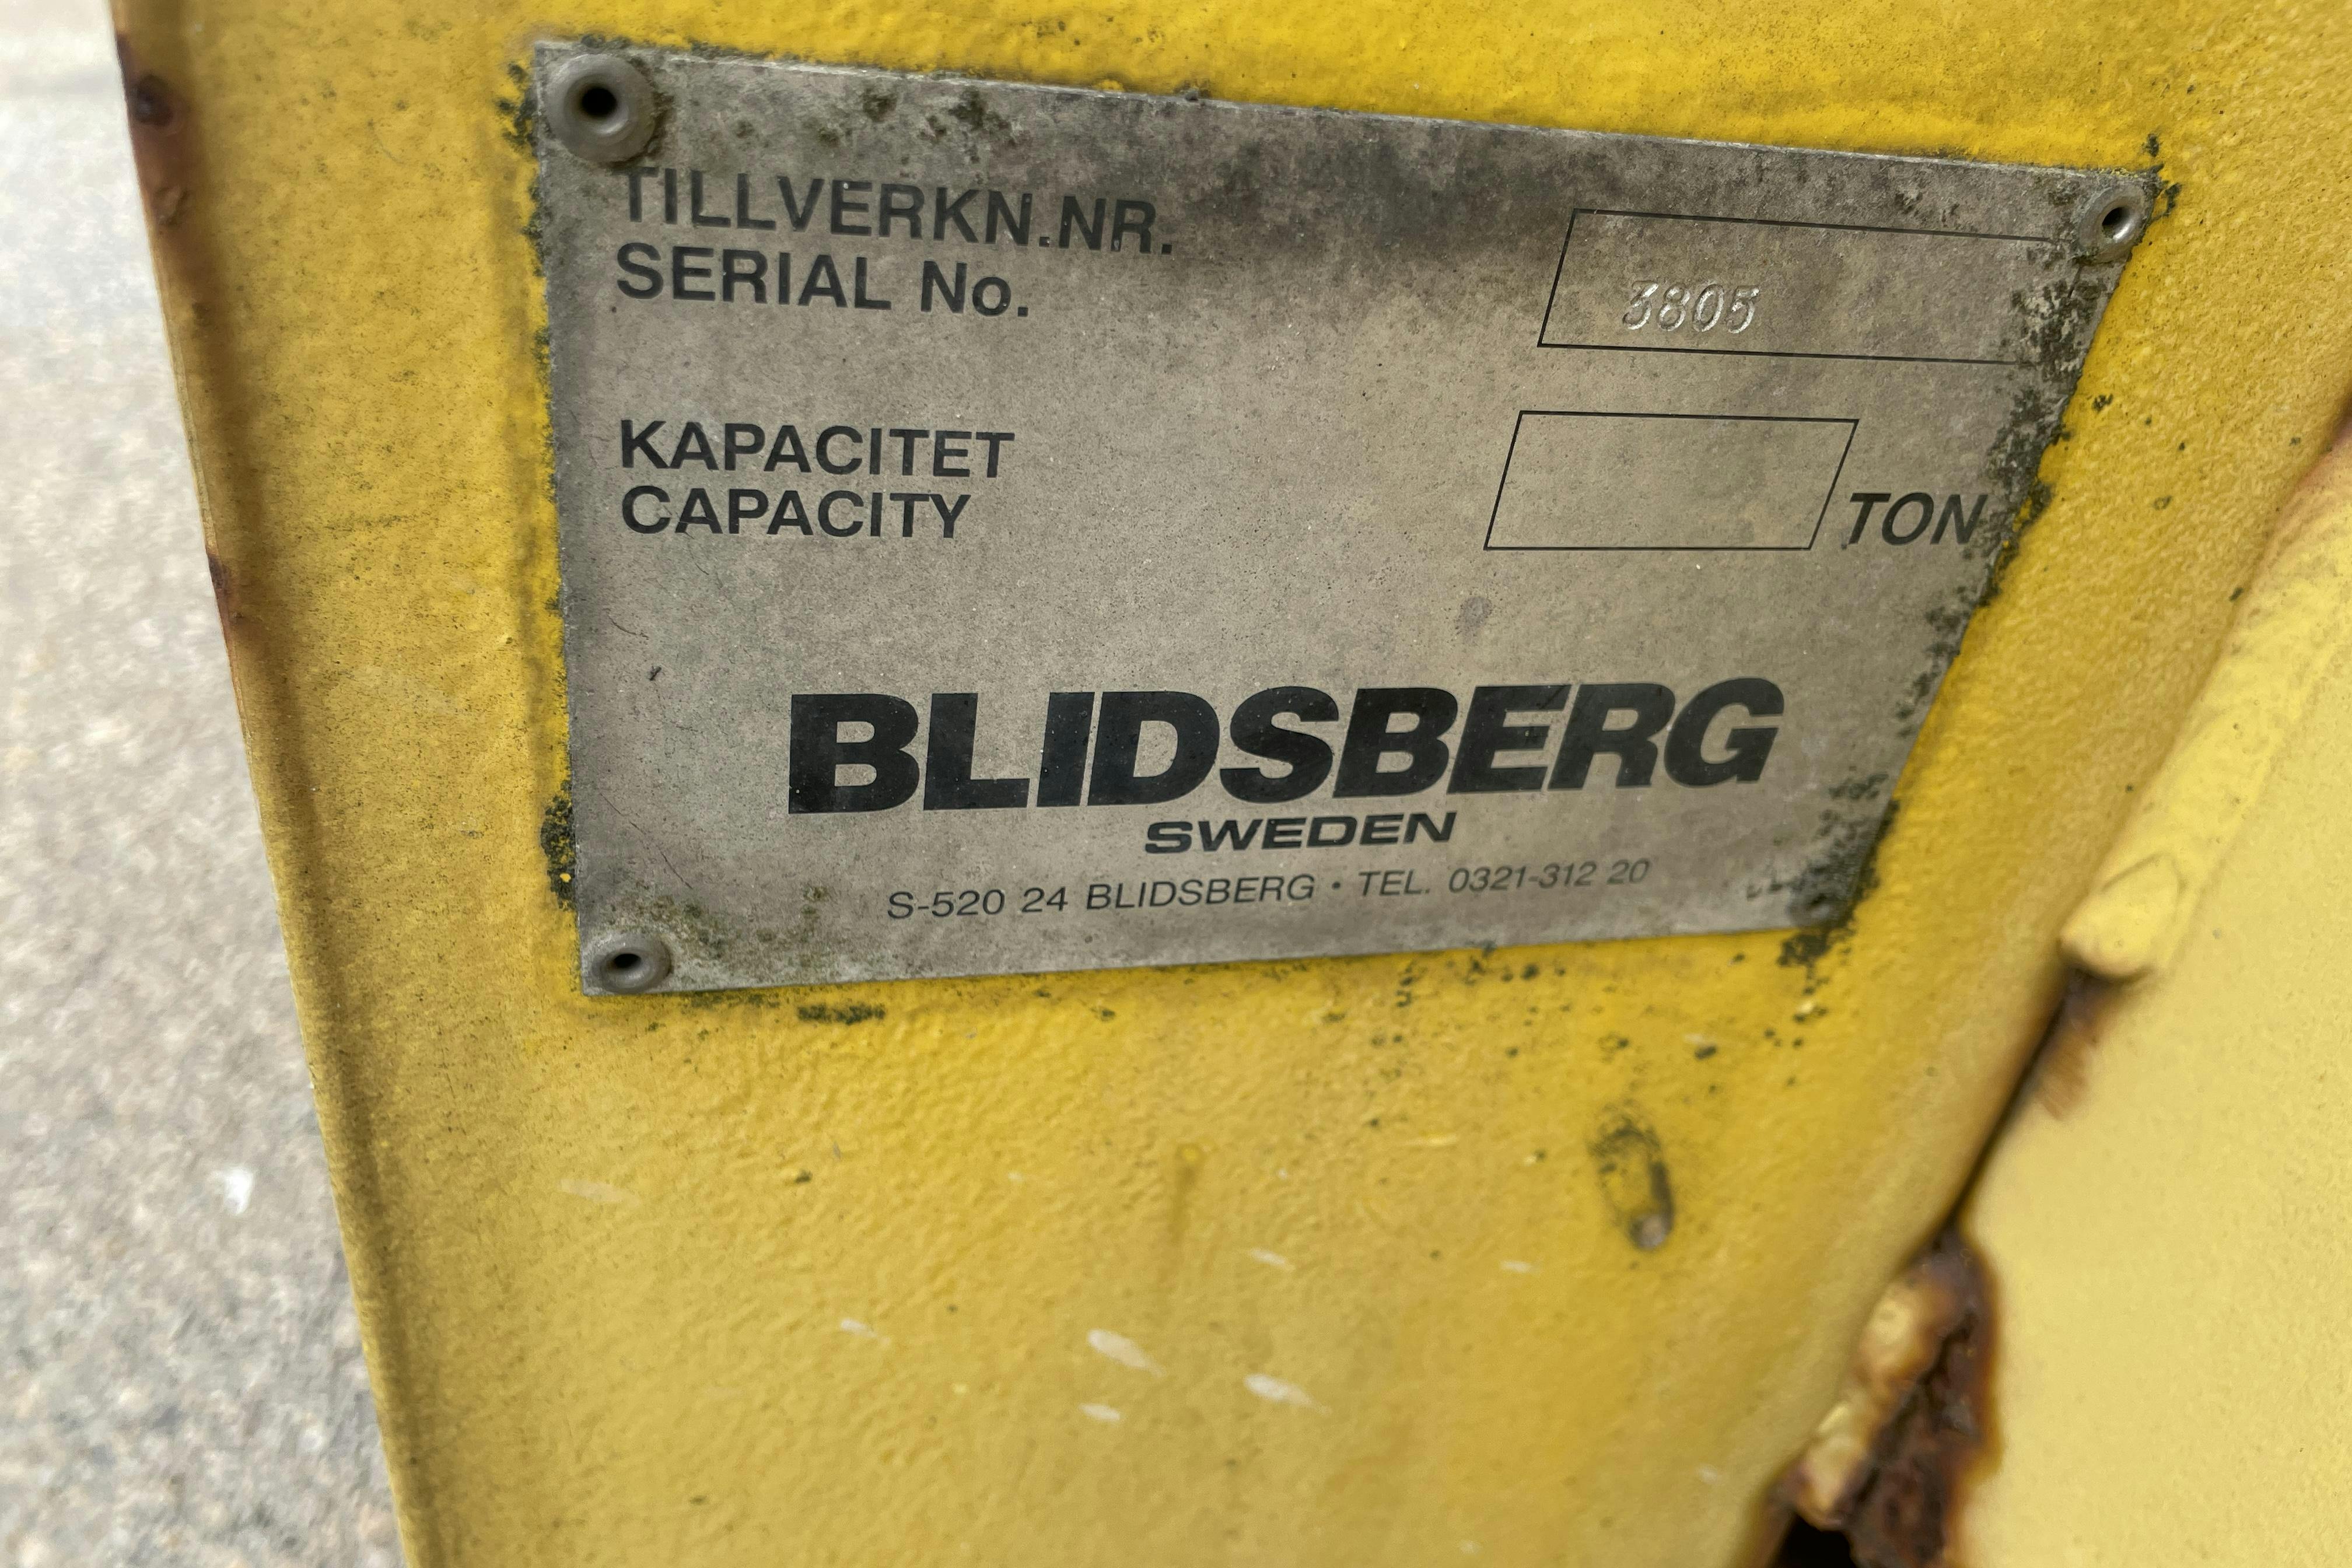 TILLVERKN.NR.
SERIAL No.
3805
KAPACITET
CAPACITY
TON
BLIDSBERG
SWEDEN
S-520 24 BLIDSBERG • TEL. 0321-312 20